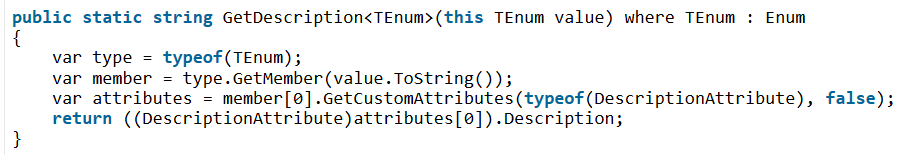 public static string GetDescription<TEnum>(this TEnum value) where TEnum : Enum
{
    var type = typeof(TEnum);
    var member = type.GetMember(value.ToString());
    var attributes = member[0].GetCustomAttributes(typeof(DescriptionAttribute), false);
    return ((DescriptionAttribute)attributes[0]).Description;
}